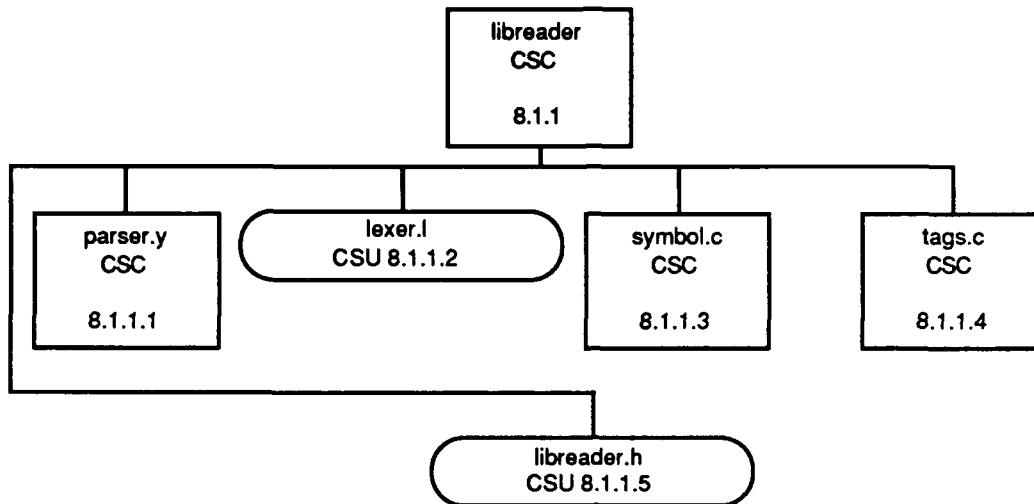 libreader
CSC
8.1.1
parser.y
CSC
8.1.1.1
lexer.l
CSU 8.1.1.2
symbol.c
CSC
8.1.1.3
tags.c
CSC
8.1.1.4
libreader.h
CSU 8.1.1.5